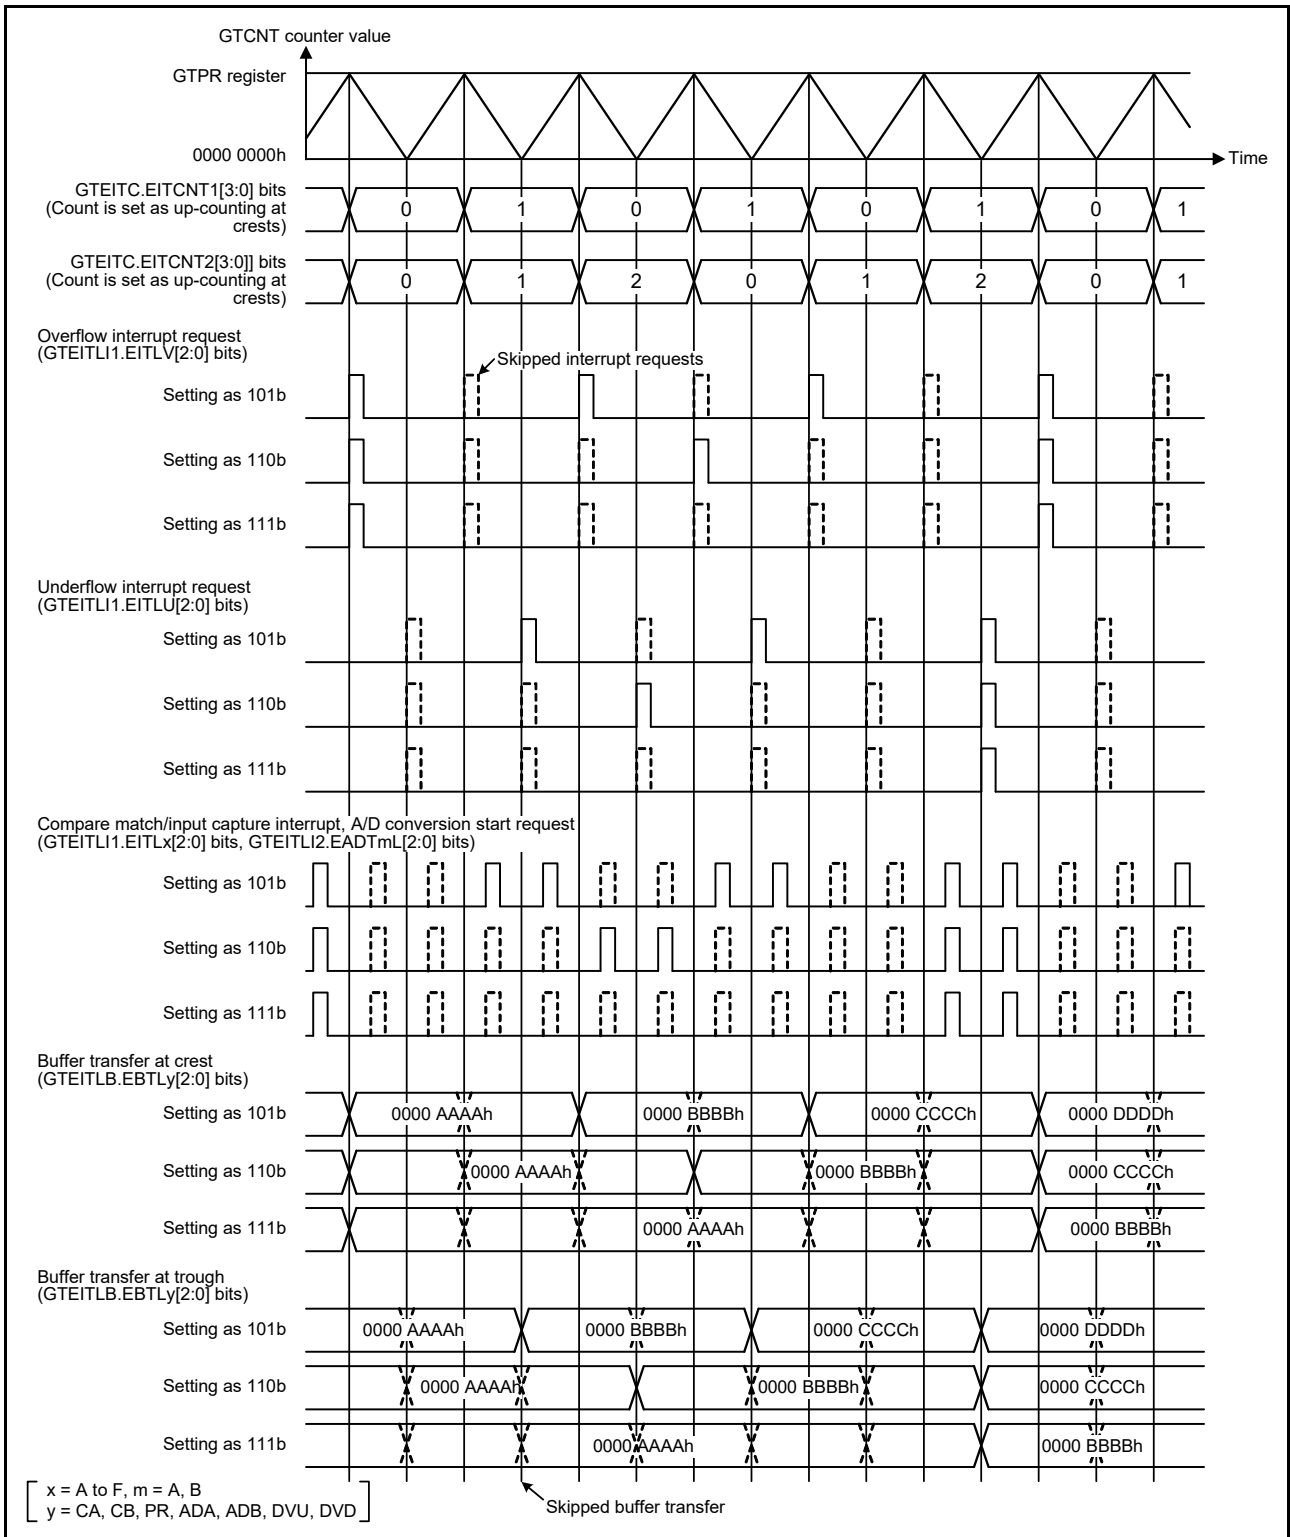 GTCNT counter value
GTPR register
0000 0000h
Time
GTEITC.EITCNT1[3:0] bits
(Count is set as up-counting at
crests)
0 1 0 1 0 1 0 1
GTEITC.EITCNT2[3:0]] bits
(Count is set as up-counting at
crests)
0 1 2 0 1 2 0 1
Overflow interrupt request
(GTEITLI1.EITLV[2:0] bits)
Skipped interrupt requests
Setting as 101b
Setting as 110b
Setting as 111b
Underflow interrupt request
(GTEITLI1.EITLU[2:0] bits)
Setting as 101b
Setting as 110b
Setting as 111b
Compare match/input capture interrupt, A/D conversion start request
(GTEITLI1.EITLx[2:0] bits, GTEITLI2.EADTmL[2:0] bits)
Setting as 101b
Setting as 110b
Setting as 111b
Buffer transfer at crest
(GTEITLB.EBTLy[2:0] bits)
Setting as 101b 0000 AAAAh 0000 BBBBh 0000 CCCCh 0000 DDDDh
Setting as 110b 0000 AAAAh 0000 BBBBh 0000 CCCCh
Setting as 111b 0000 AAAAh 0000 BBBBh
Buffer transfer at trough
(GTEITLB.EBTLy[2:0] bits)
Setting as 101b 0000 AAAAh 0000 BBBBh 0000 CCCCh 0000 DDDDh
Setting as 110b 0000 AAAAh 0000 BBBBh 0000 CCCCh
Setting as 111b 0000 AAAAh 0000 BBBBh
x = A to F, m = A, B
y = CA, CB, PR, ADA, ADB, DVU, DVD
Skipped buffer transfer